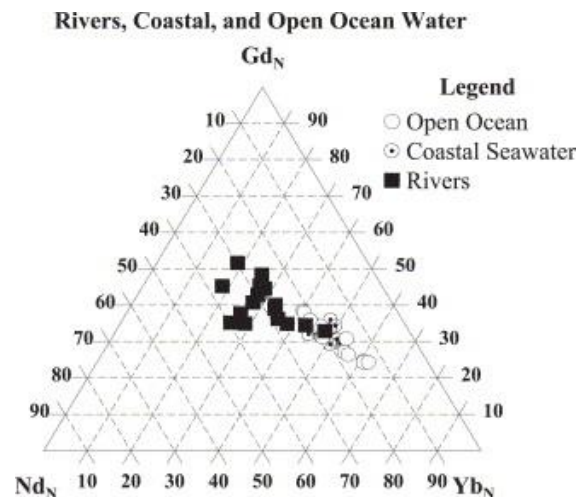 Rivers, Coastal, and Open Ocean Water
GdN
Legend
Open Ocean
Coastal Seawater
Rivers
10 90
20 80
30 70
40 60
50 50
60 40
70 30
80 20
90 10
NdN 10 20 30 40 50 60 70 80 90 YbN